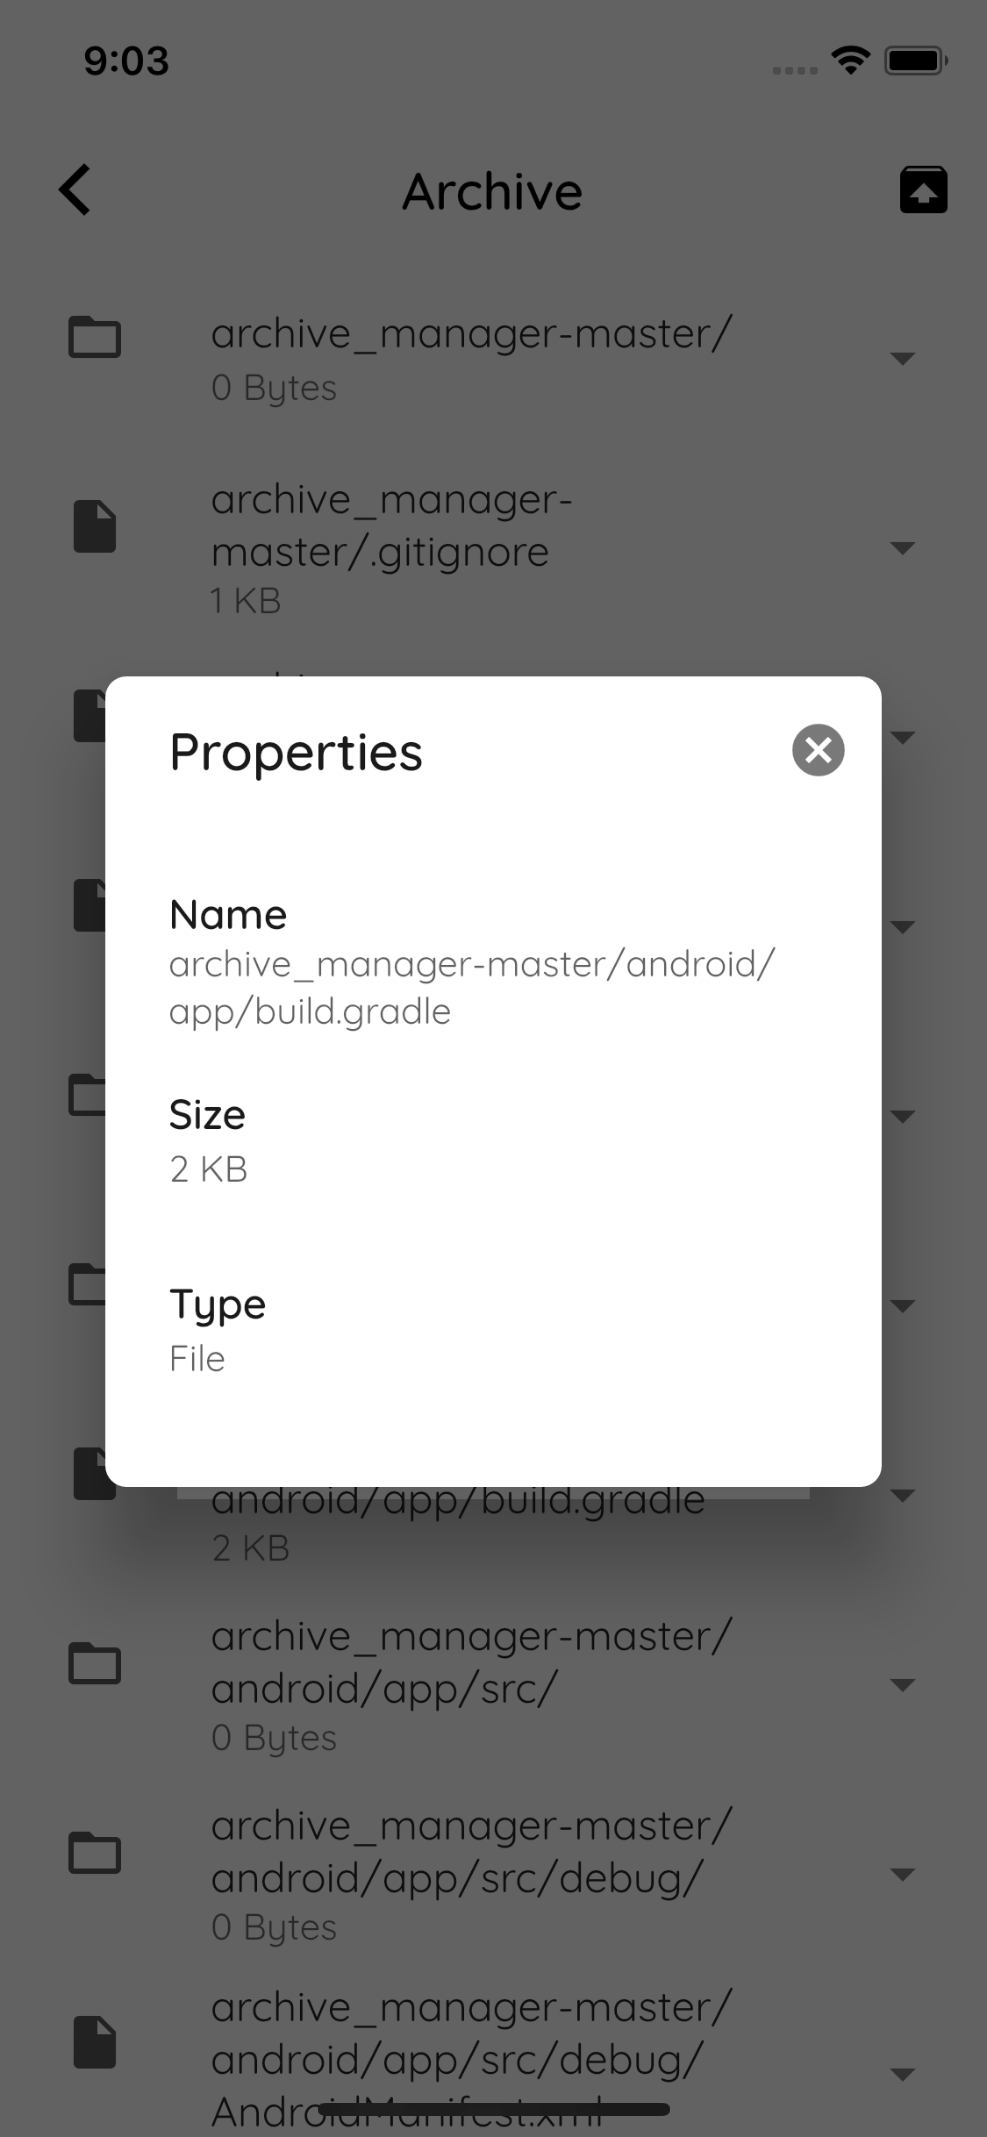 9:03
Archive
archive_manager-master/
0 Bytes
archive_manager-
master/.gitignore
1 KB
Properties
Name
archive_manager-master/android/
app/build.gradle
Size
2 KB
Type
File
android/app/build.gradle
2 KB
archive_manager-master/
android/app/src/
0 Bytes
archive_manager-master/
android/app/src/debug/
0 Bytes
archive_manager-master/
android/app/src/debug/
AndroidManifest.xml